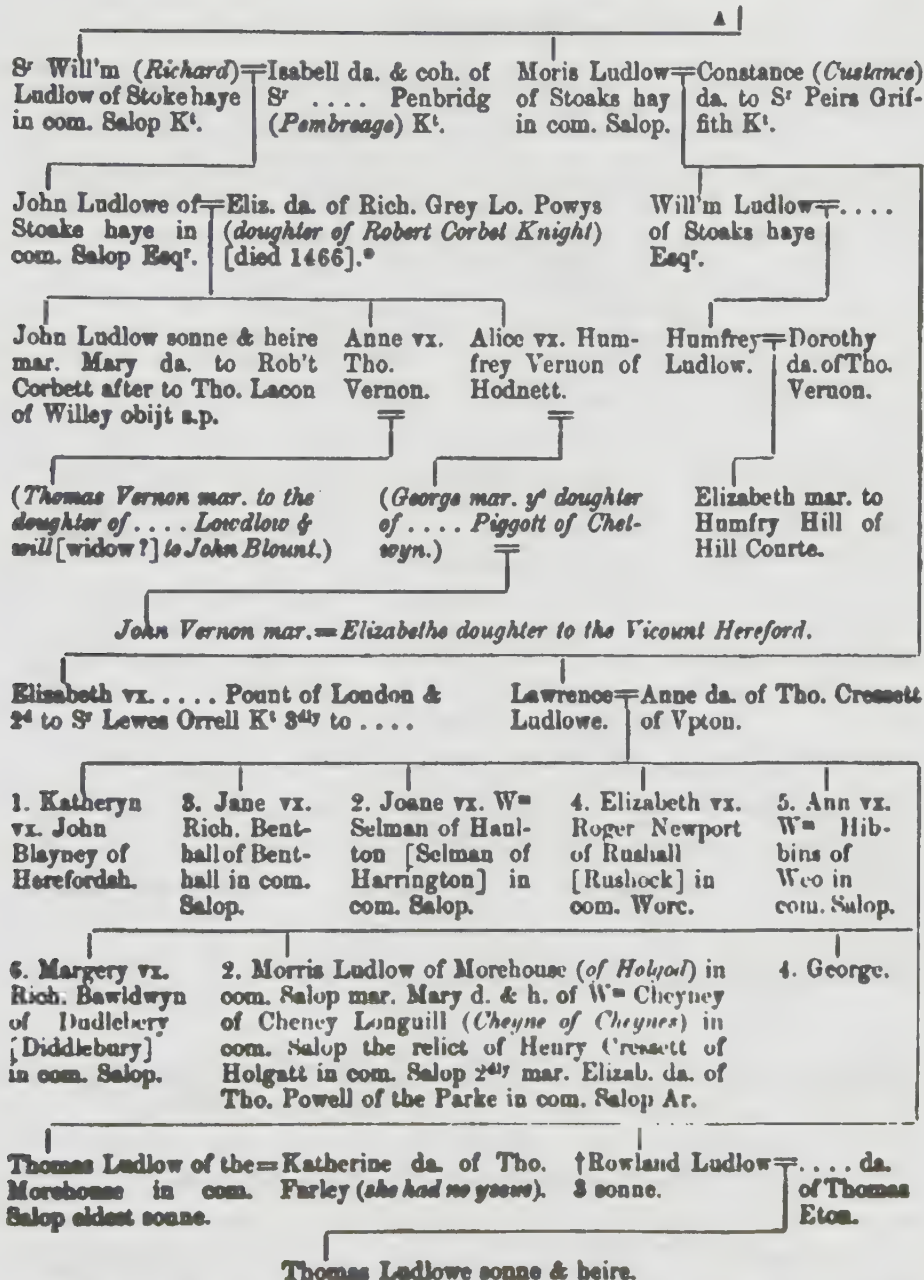 A
Sr Will'm (Richard) Ludlow of Stoke haye in com. Salop Kt.
Isabell da. & coh. of Sr .... Penbridg (Pembreage) Kt.
Moris Ludlow of Stoaks hay in com. Salop.
Constance (Custance) da. to Sr Peirs Griffith Kt.
John Ludlowe of Stoake haye in com. Salop Esqr.
Eliz. da. of Rich. Grey Lo. Powys (doughter of Robert Corbet Knight) [died 1466].*
Will'm Ludlow of Stoaks haye Esqr.
....
John Ludlow sonne & heire mar. Mary da. to Rob't Corbett after to Tho. Lacon of Willey obijt s.p.
Anne vx. Tho. Vernon.
Alice vx. Humfrey Vernon of Hodnett.
Humfrey Ludlow.
Dorothy da. of Tho. Vernon.
(Thomas Vernon mar. to the doughter of .... Lowdlow & will [widow?] to John Blount.)
(George mar. ye doughter of .... Piggott of Chetwyn.)
Elizabeth mar. to Humfry Hill of Hill Courte.
John Vernon mar. = Elizabethe doughter to the Vicount Hereford.
Elisabeth vx. .... Pount of London & 2d to Sr Lewes Orrell Kt 3dly to ....
Lawrence Ludlowe.
Anne da. of Tho. Cressett of Vpton.
1. Katheryn vx. John Blayney of Herefordsh.
3. Jane vx. Rich. Benthall of Benthall in com. Salop.
2. Joane vx. Wm Selman of Haulton [Selman of Harrington] in com. Salop.
4. Elizabeth vx. Roger Newport of Rushall [Rushock] in com. Worc.
5. Ann vx. Wm Hibbins of Weo in com. Salop.
6. Margery vx. Rich. Bawldwyn of Dudlebery [Diddlebury] in com. Salop.
2. Morris Ludlow of Morehouse (of Holgod) in com. Salop mar. Mary d. & h. of Wm Cheyney of Cheney Longuill (Cheyne of Cheynes) in com. Salop the relict of Henry Cressett of Holgatt in com. Salop 2dly mar. Elizab. da. of Tho. Powell of the Parke in com. Salop Ar.
4. George.
Thomas Ludlow of the Morehouse in com. Salop eldest sonne.
= Katherine da. of Tho. Farley (she had no yssue).
†Rowland Ludlow 3 sonne.
.... da. of Thomas Eton.
Thomas Ludlowe sonne & heire.